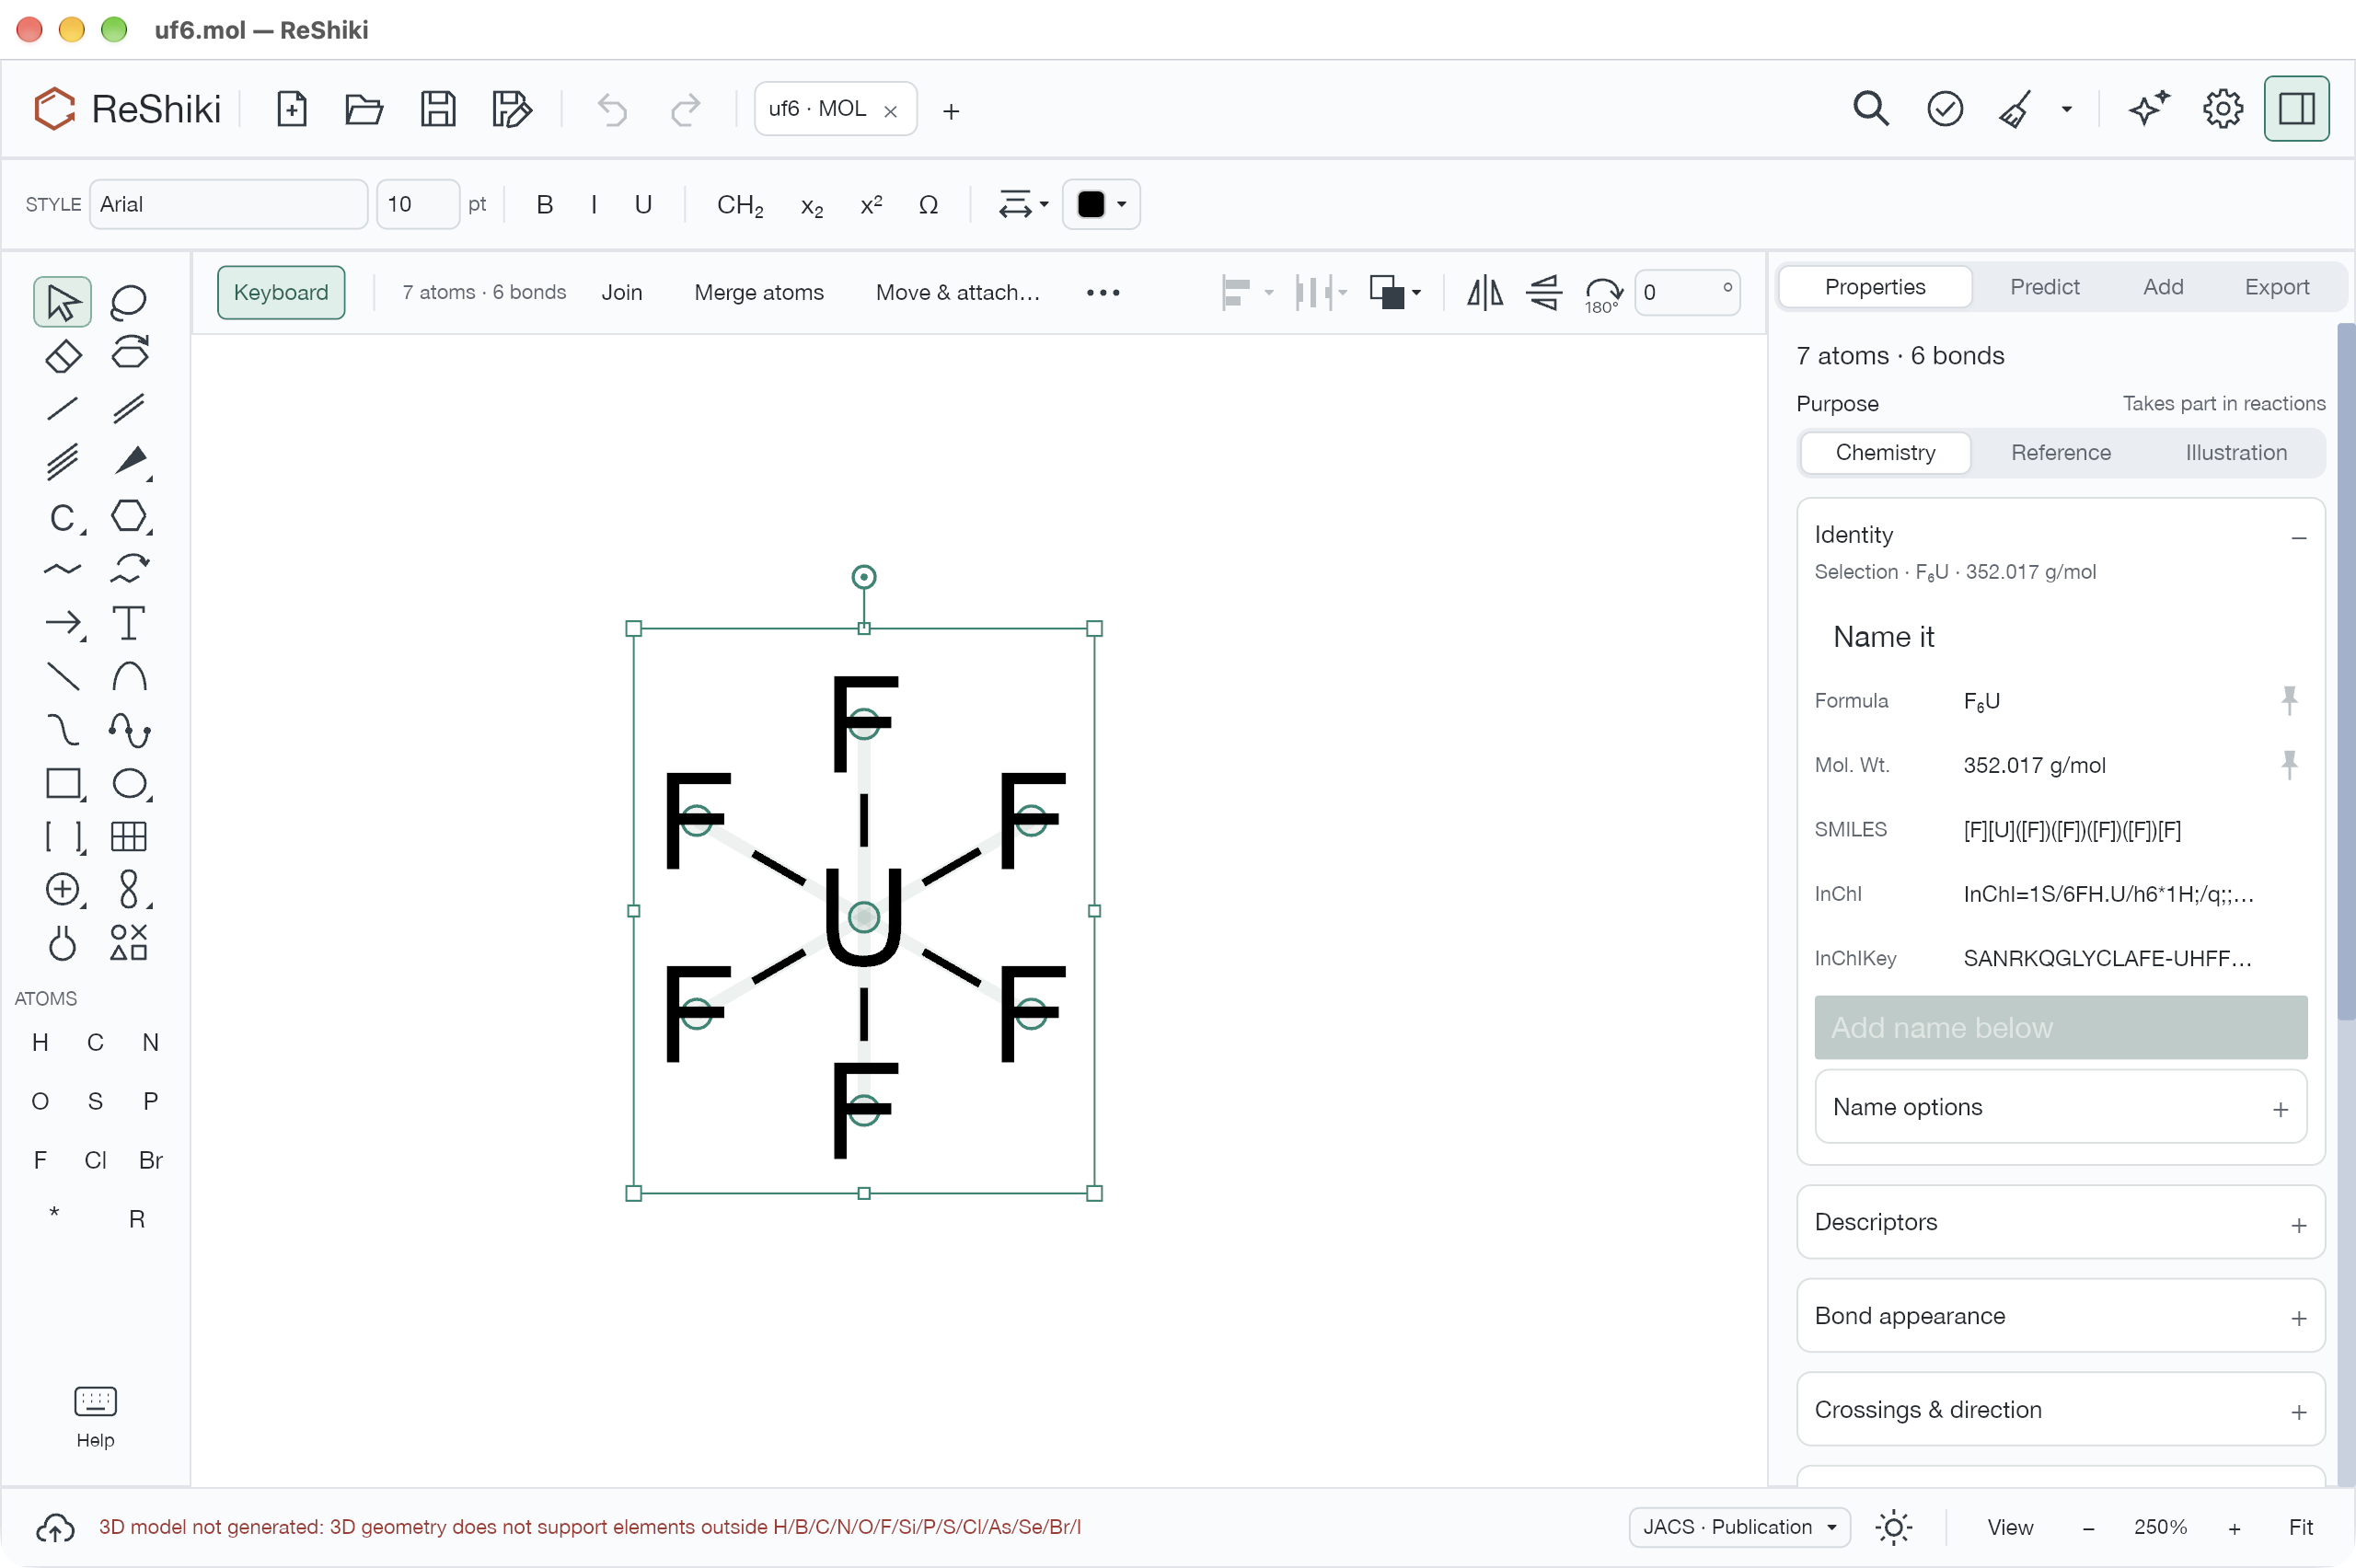 uf6.mol — ReShiki
ReShiki
uf6 · MOL
STYLE Arial 10 pt B I U CH₂ x₂ x² Ω
Keyboard 7 atoms · 6 bonds Join Merge atoms Move & attach... 180° 0 °
Properties Predict Add Export
7 atoms · 6 bonds
Purpose Takes part in reactions
Chemistry Reference Illustration
Identity
Selection · F₆U · 352.017 g/mol
Name it
Formula F₆U
Mol. Wt. 352.017 g/mol
SMILES [F][U]([F])([F])([F])([F])[F]
InChI InChI=1S/6FH.U/h6*1H;/q;;...
InChIKey SANRKQGLYCLAFE-UHFF...
Add name below
Name options
Descriptors
Bond appearance
Crossings & direction
C
T
ATOMS
H C N
O S P
F Cl Br
* R
Help
F
F F
U
F F
F
3D model not generated: 3D geometry does not support elements outside H/B/C/N/O/F/Si/P/S/Cl/As/Se/Br/I
JACS · Publication View − 250% + Fit